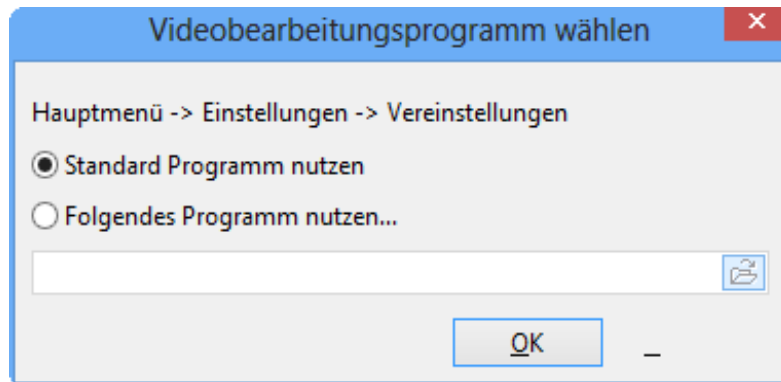 Videobearbeitungsprogramm wählen
Hauptmenü -> Einstellungen -> Vereinstellungen
Standard Programm nutzen
Folgendes Programm nutzen...
OK